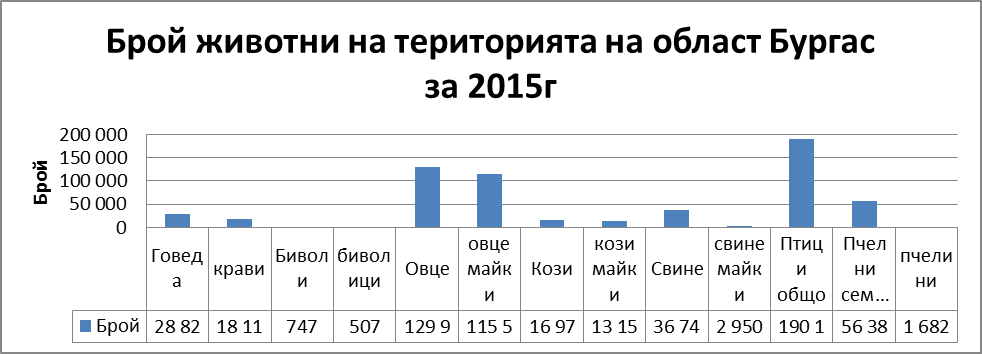 Брой животни на територията на област Бургас
за 2015г
Брой
200 000
150 000
100 000
50 000
0
Говед
а
крави
Бивол
и
бивол
ици
Овце
овце
майк
и
Кози
кози
майк
и
Свине
свине
майк
и
Птиц
и
общо
Пчел
ни
сем...
пчели
ни
Брой 28 82 18 11 747 507 129 9 115 5 16 97 13 15 36 74 2 950 190 1 56 38 1 682